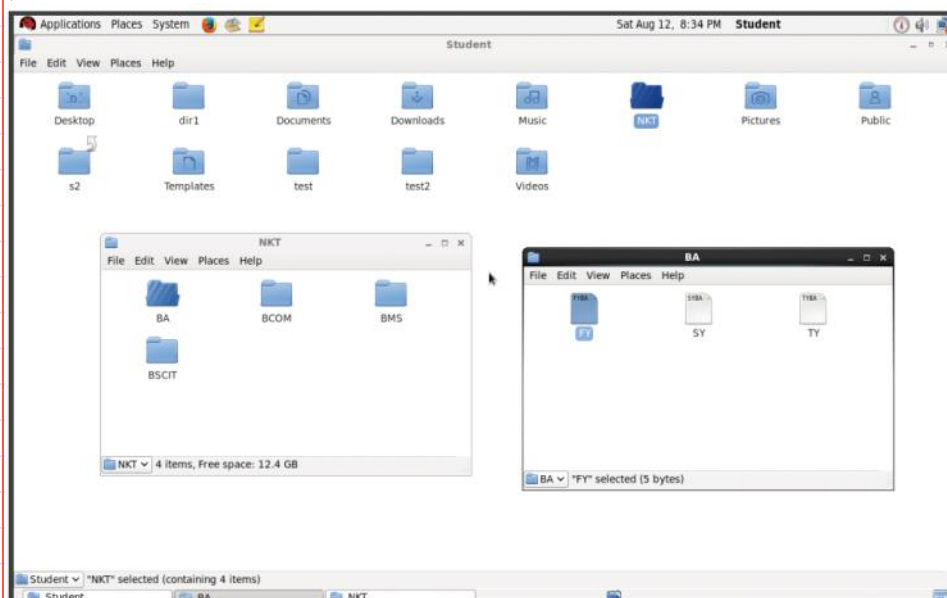 Applications Places System Sat Aug 12, 8:34 PM Student
Student
File Edit View Places Help
Desktop dir1 Documents Downloads Music NKT Pictures Public
s2 Templates test test2 Videos
NKT
File Edit View Places Help
BA BCOM BMS
BSCIT
NKT 4 items, Free space: 12.4 GB
BA
File Edit View Places Help
FYBA SYBA TYBA
FY SY TY
BA "FY" selected (5 bytes)
Student "NKT" selected (containing 4 items)
Student BA NKT